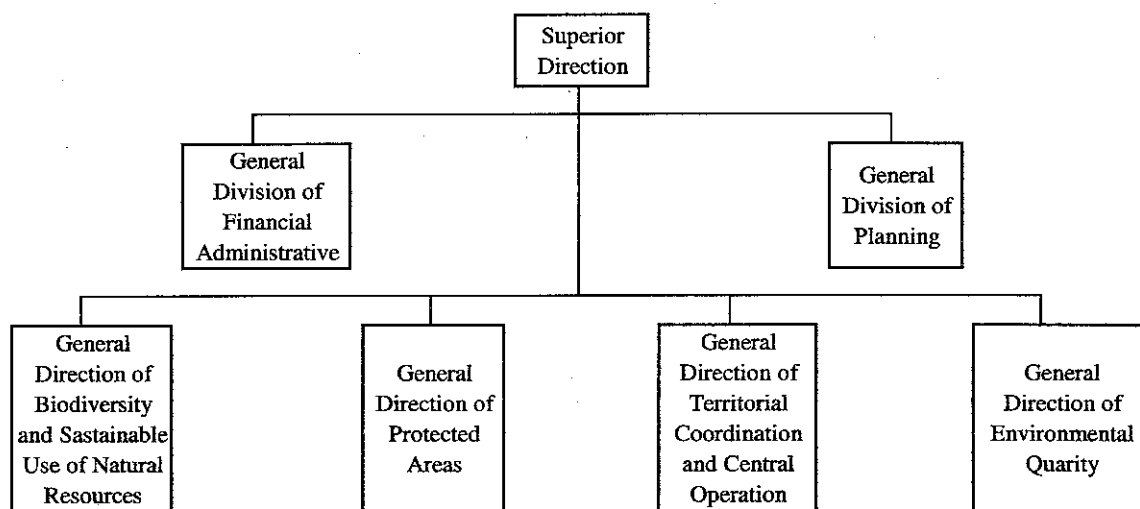 Superior
Direction
General
Division of
Financial
Administrative
General
Division of
Planning
General
Direction of
Biodiversity
and Sastainable
Use of Natural
Resources
General
Direction of
Protected
Areas
General
Direction of
Territorial
Coordination
and Central
Operation
General
Direction of
Environmental
Quarity